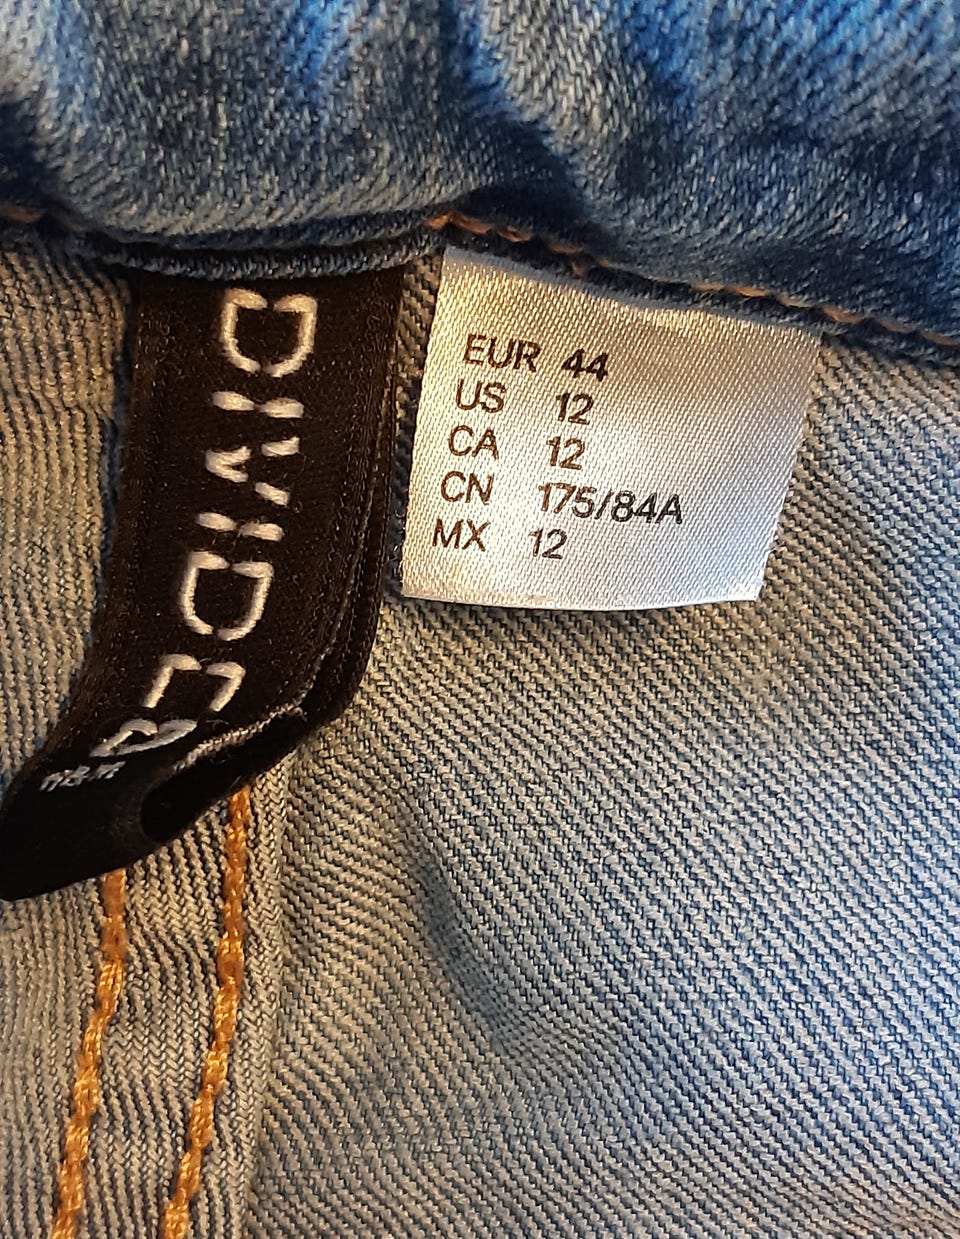 DIVIDED
H&M
EUR 44
US 12
CA 12
CN 175/84A
MX 12